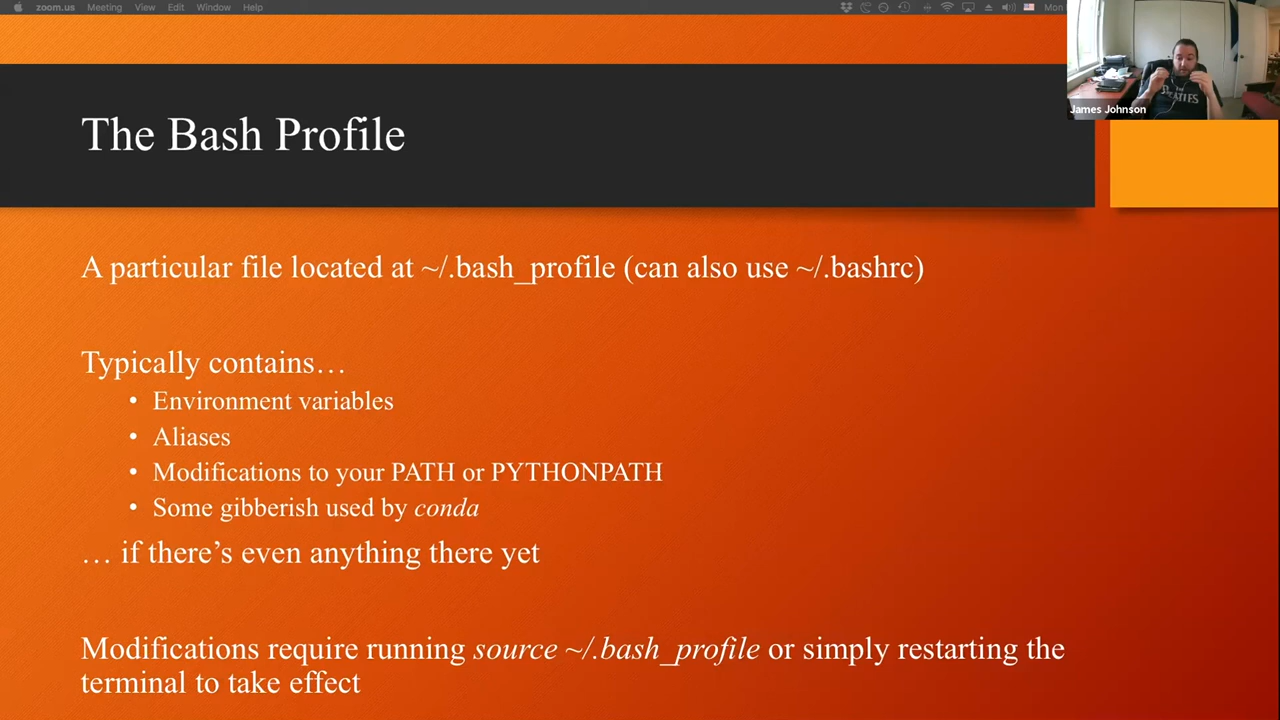 zoom.us Meeting View Edit Window Help Mon
James Johnson
The Bash Profile
A particular file located at ~/.bash_profile (can also use ~/.bashrc)
Typically contains…
• Environment variables
• Aliases
• Modifications to your PATH or PYTHONPATH
• Some gibberish used by conda
… if there’s even anything there yet
Modifications require running source ~/.bash_profile or simply restarting the
terminal to take effect